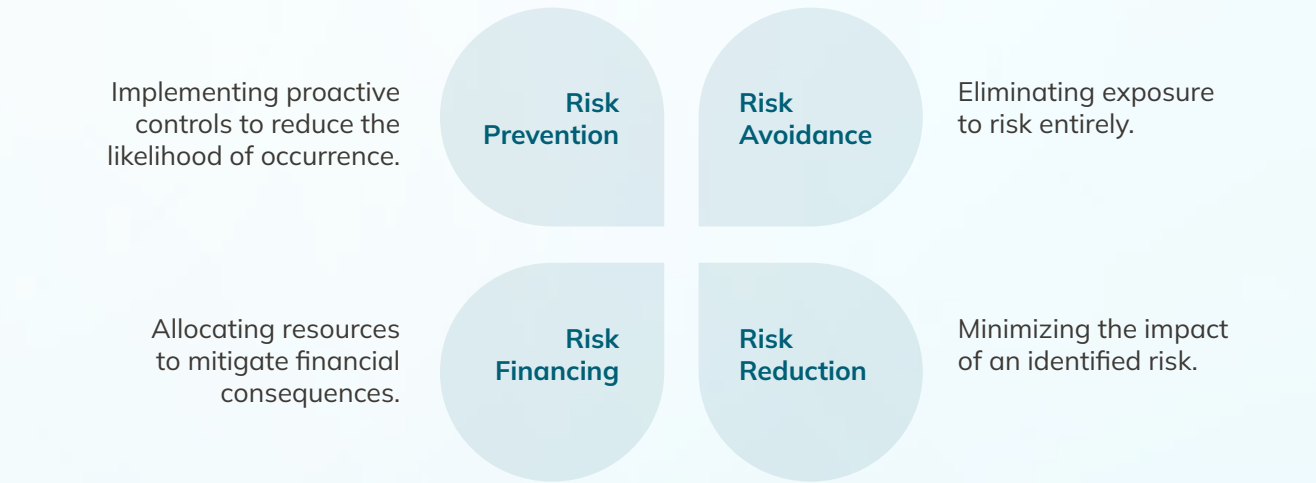 Implementing proactive
controls to reduce the
likelihood of occurrence.
Risk
Prevention
Risk
Avoidance
Eliminating exposure
to risk entirely.
Allocating resources
to mitigate financial
consequences.
Risk
Financing
Risk
Reduction
Minimizing the impact
of an identified risk.